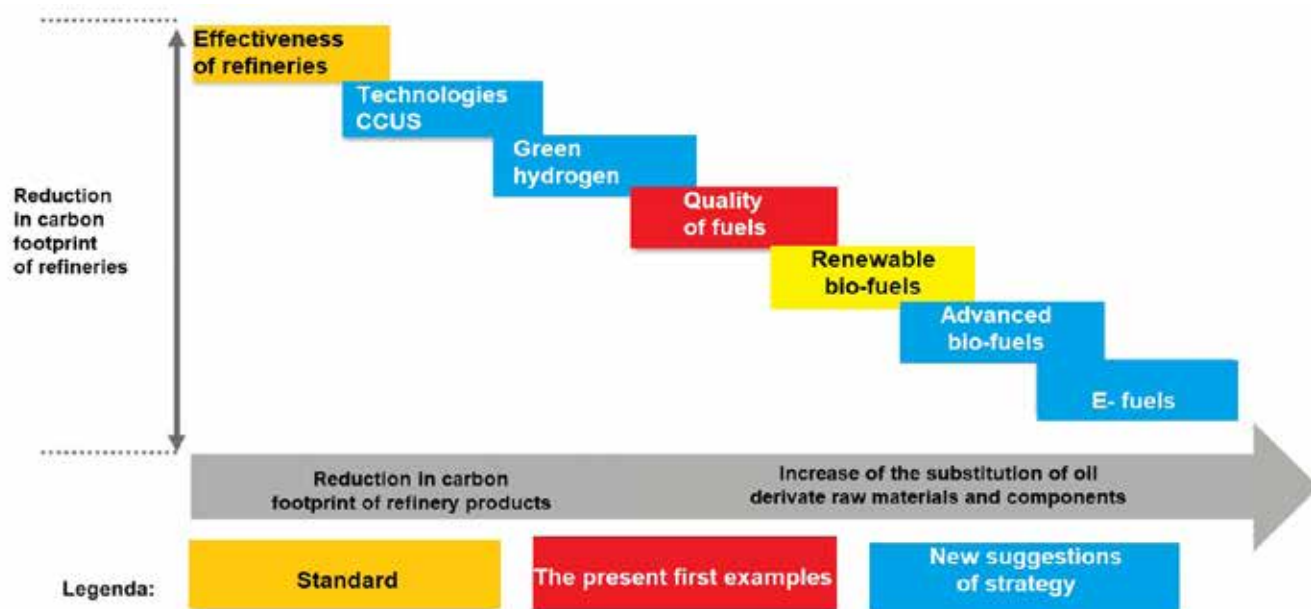 Effectiveness
of refineries
Technologies
CCUS
Green
hydrogen
Quality
of fuels
Renewable
bio-fuels
Advanced
bio-fuels
E- fuels
Reduction
in carbon
footprint
of refineries
Reduction in carbon
footprint of refinery products
Increase of the substitution of oil
derivate raw materials and components
Legenda:
Standard
The present first examples
New suggestions
of strategy